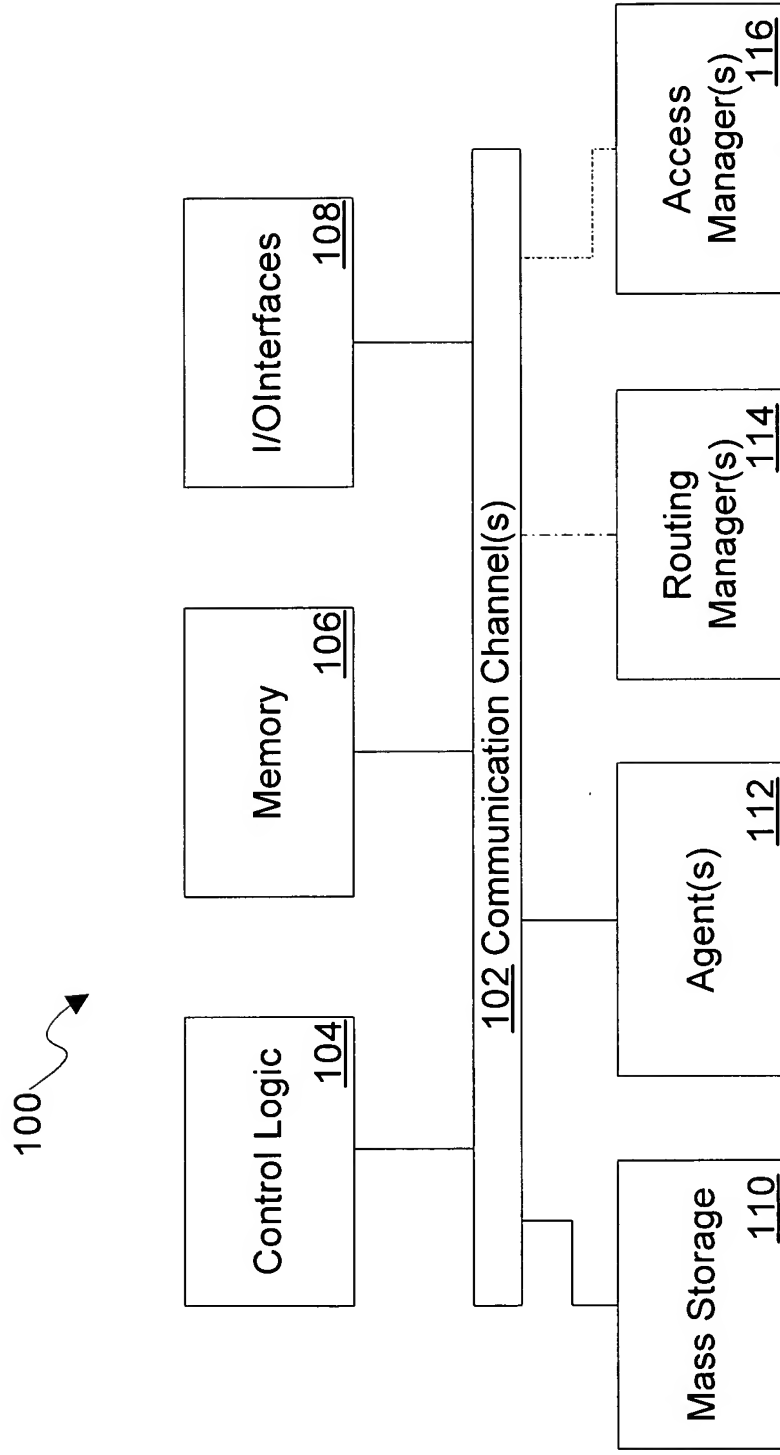 100
Control Logic
104
Memory
106
I/OInterfaces
108
102 Communication Channel(s)
Mass Storage
110
Agent(s)
112
Routing
Manager(s)
114
Access
Manager(s)
116